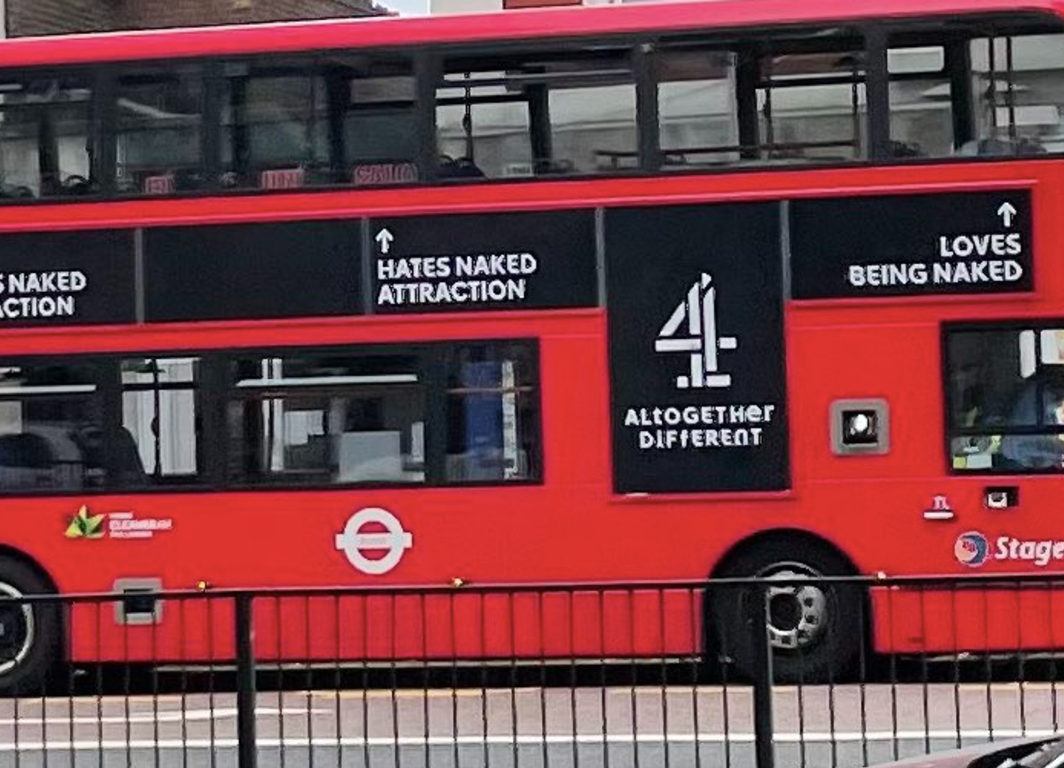 S NAKED
ACTION
↑
HATES NAKED
ATTRACTION
4
ALTOGETHER
DIFFERENT
↑
LOVES
BEING NAKED
Stage